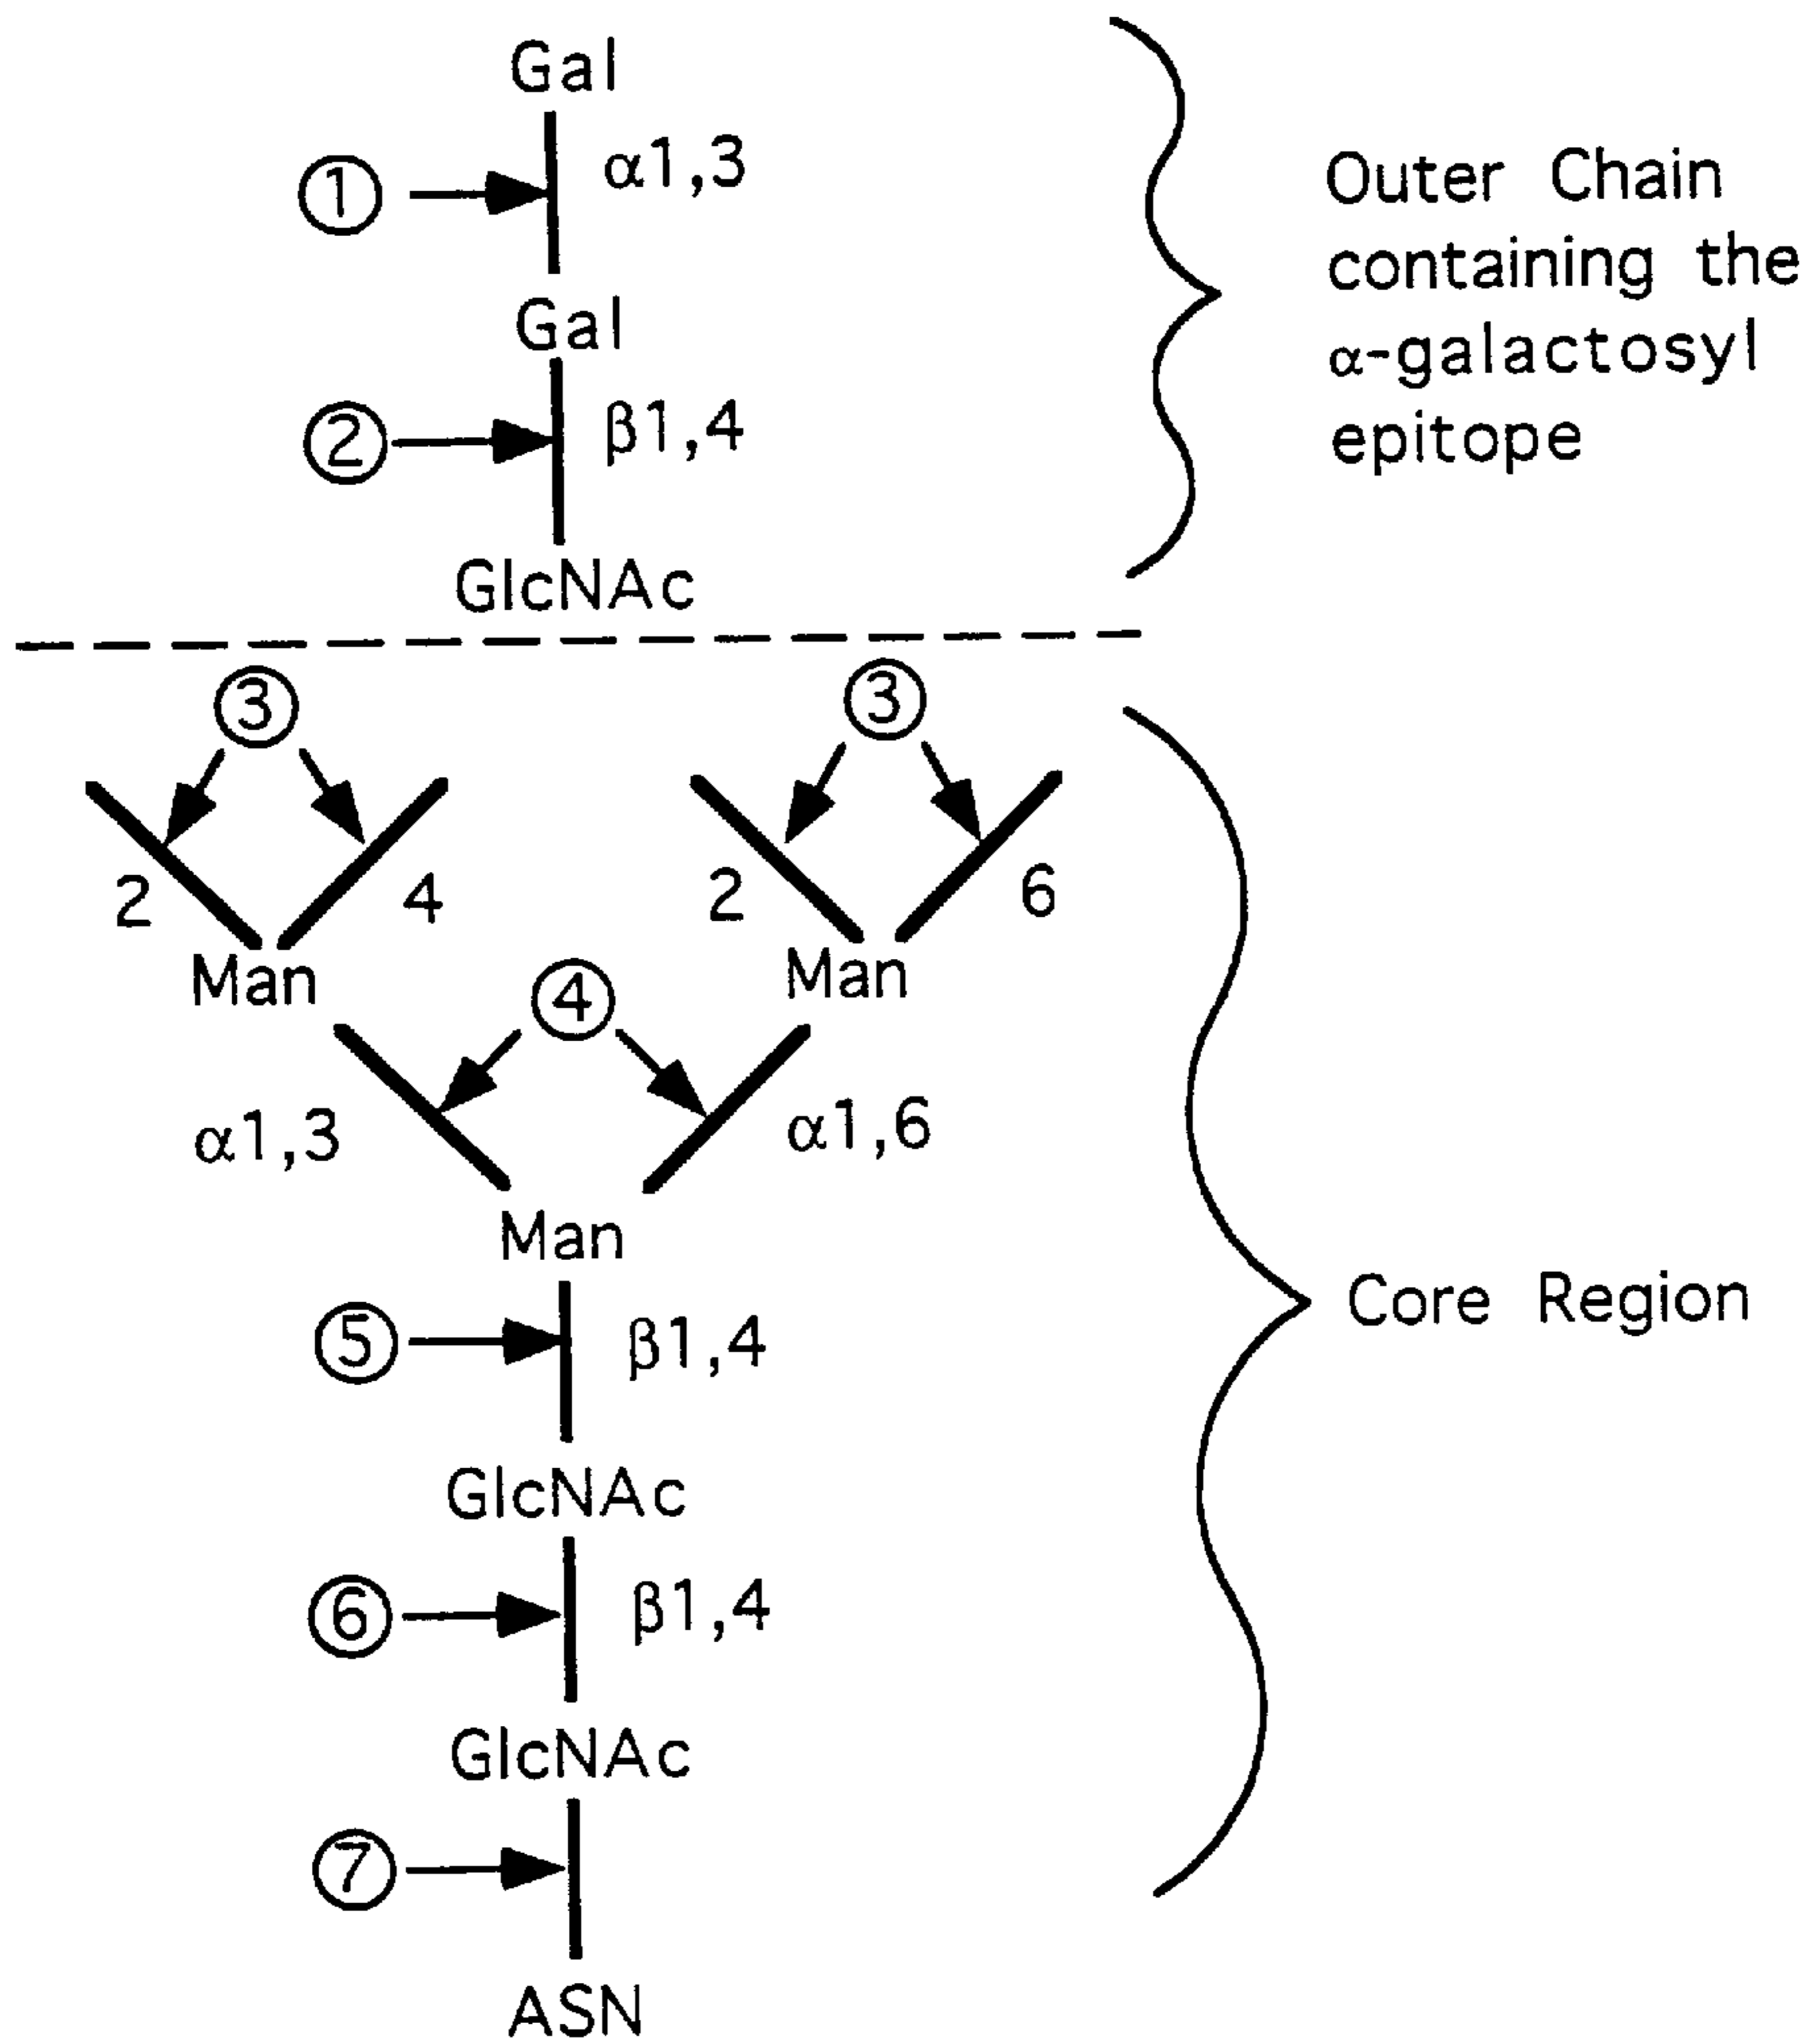 Gal
① α1,3
Gal
② β1,4
GlcNAc
Outer Chain
containing the
α-galactosyl
epitope
③ ③
2 4 2 6
Man Man
④
α1,3 α1,6
Man
⑤ β1,4
GlcNAc
⑥ β1,4
GlcNAc
⑦
ASN
Core Region